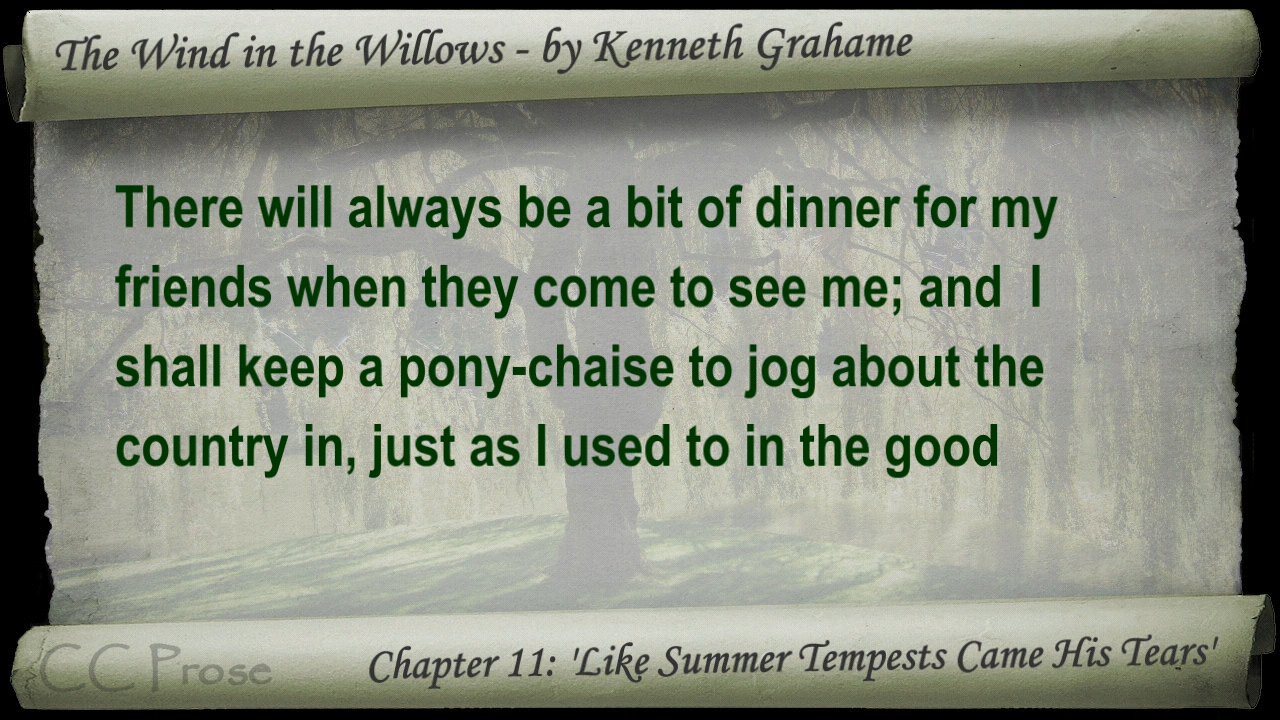 The Wind in the Willows - by Kenneth Grahame
There will always be a bit of dinner for my
friends when they come to see me; and  I
shall keep a pony-chaise to jog about the
country in, just as I used to in the good
CC Prose
Chapter 11: 'Like Summer Tempests Came His Tears'